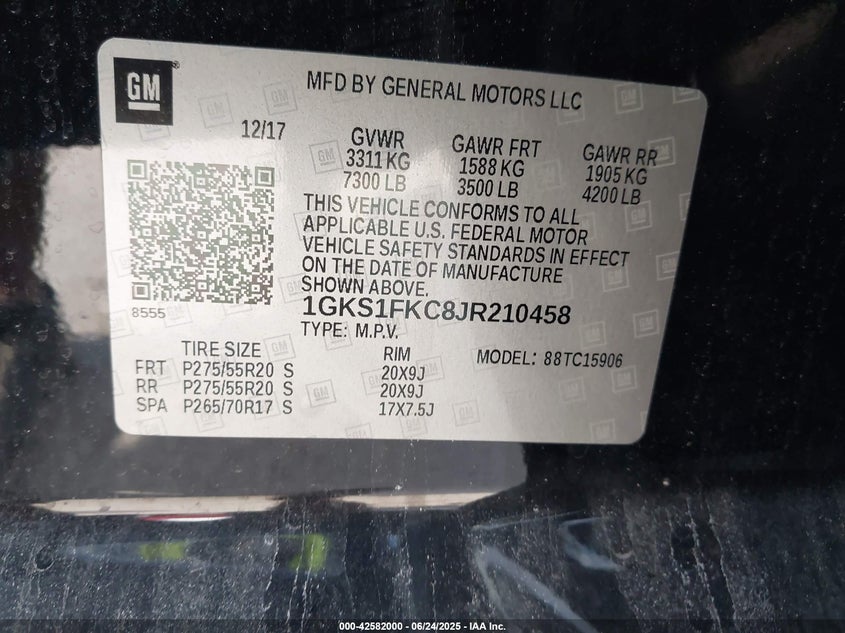 GM
MFD BY GENERAL MOTORS LLC
12/17
GVWR
3311 KG
7300 LB
GAWR FRT
1588 KG
3500 LB
GAWR RR
1905 KG
4200 LB
THIS VEHICLE CONFORMS TO ALL
APPLICABLE U.S. FEDERAL MOTOR
VEHICLE SAFETY STANDARDS IN EFFECT
ON THE DATE OF MANUFACTURE
SHOWN ABOVE.
8555
1GKS1FKC8JR210458
TYPE: M.P.V.
TIRE SIZE RIM MODEL: 88TC15906
FRT P275/55R20 S 20X9J
RR P275/55R20 S 20X9J
SPA P265/70R17 S 17X7.5J
000-42582000 - 06/24/2025 - IAA Inc.